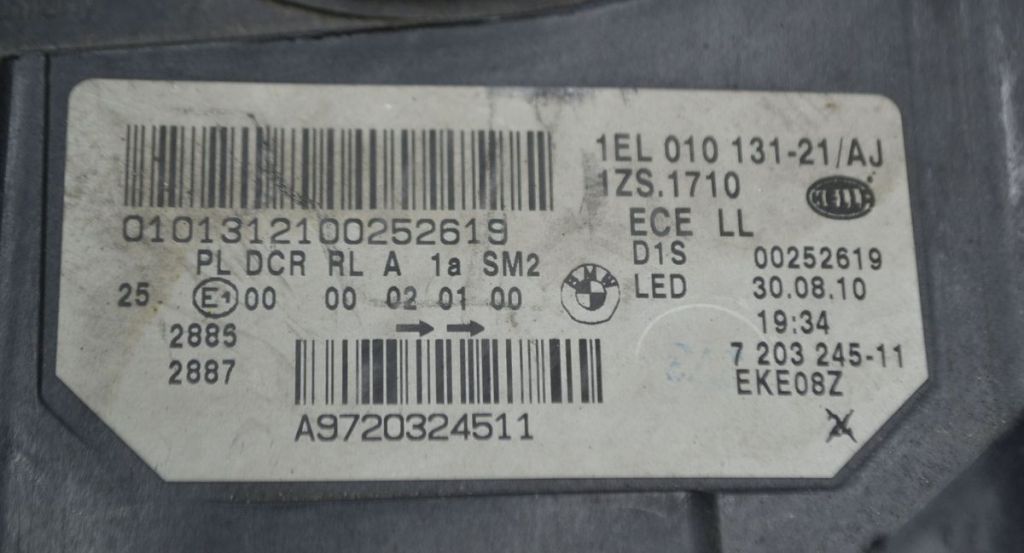 1EL 010 131-21/AJ
1ZS.1710
HELLA
0101312100252619
ECE LL
PL DCR RL A 1a SM2
D1S 00252619
25 E1 00 00 02 01 00
BMW
LED 30.08.10
2885
19:34
2887
7 203 245-11
EKE08Z
A9720324511